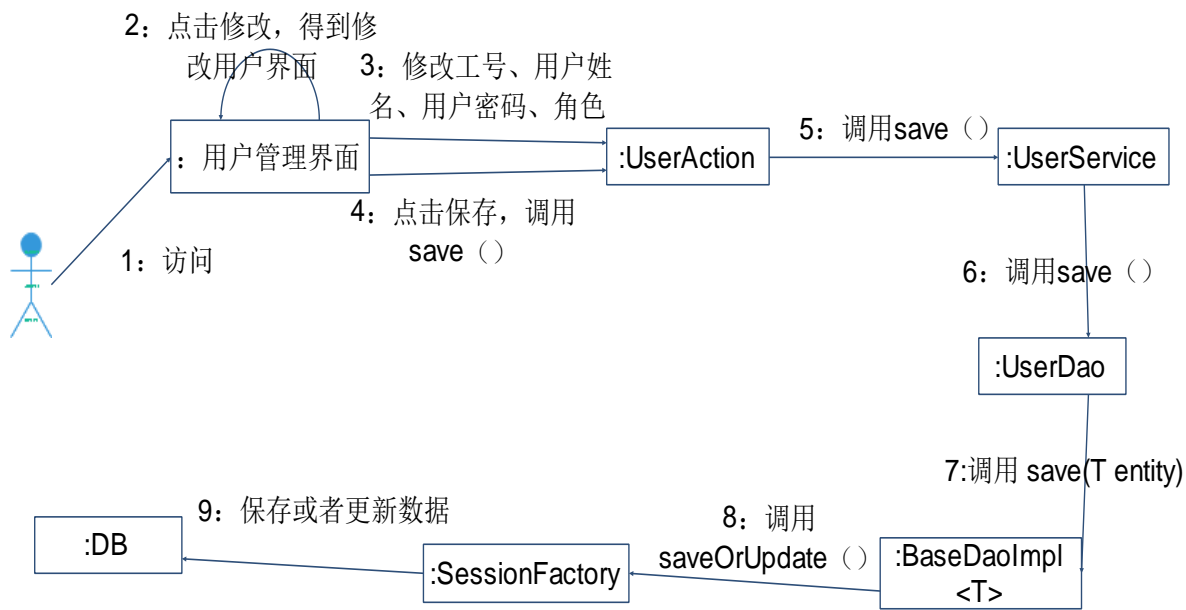 2：点击修改，得到修
改用户界面
3：修改工号、用户姓
名、用户密码、角色
：用户管理界面
:UserAction
5：调用save（）
:UserService
4：点击保存，调用
save（）
1：访问
6：调用save（）
:UserDao
7:调用 save(T entity)
9：保存或者更新数据
8：调用
saveOrUpdate（）
:DB
:SessionFactory
:BaseDaoImpl
<T>